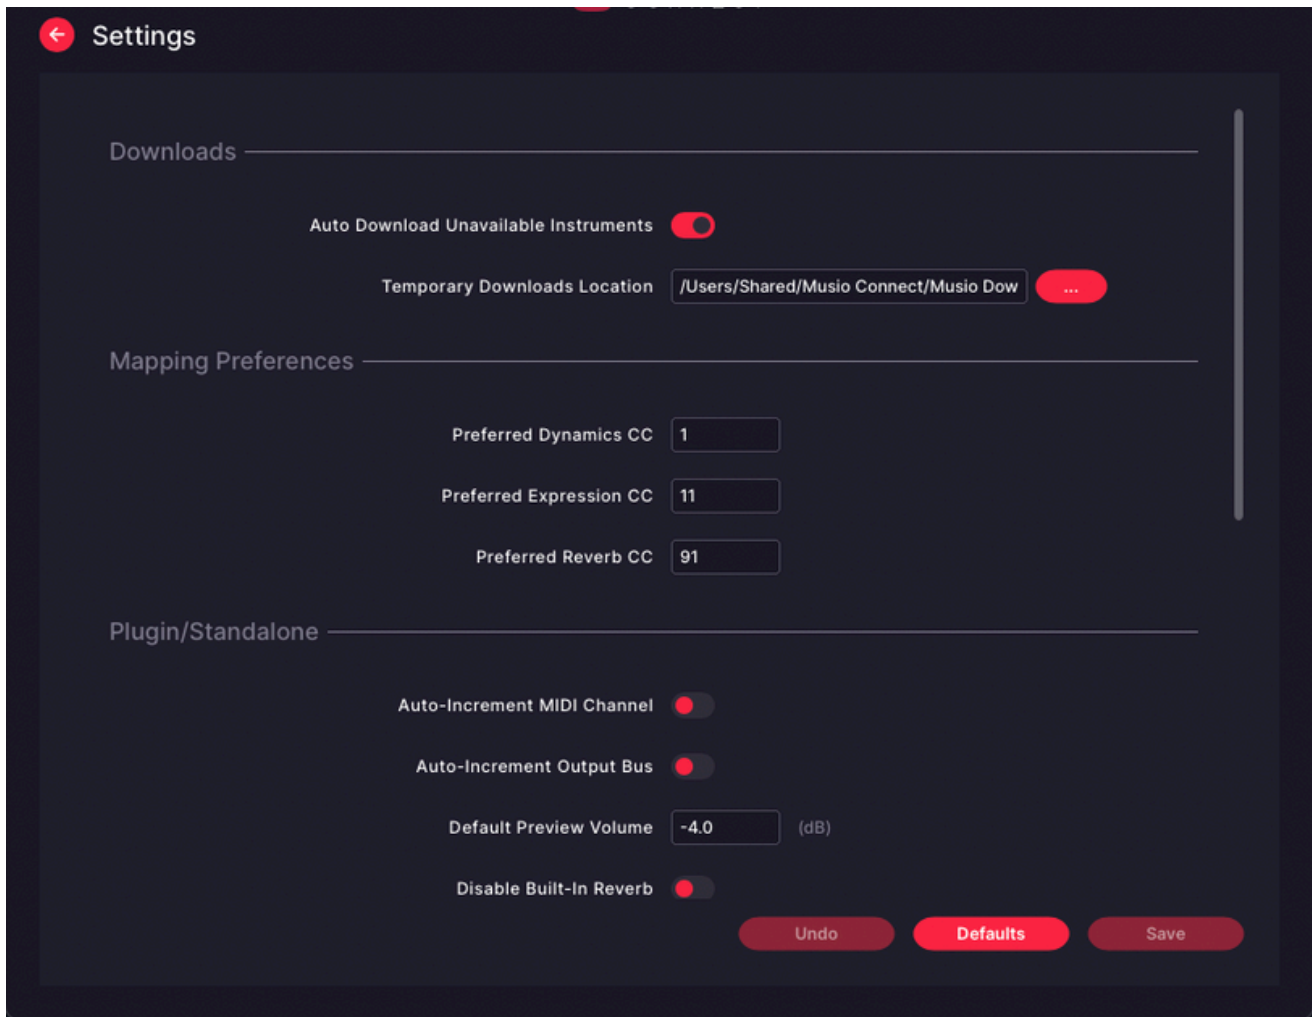 Settings
Downloads
Auto Download Unavailable Instruments
Temporary Downloads Location /Users/Shared/Musio Connect/Musio Dow ...
Mapping Preferences
Preferred Dynamics CC 1
Preferred Expression CC 11
Preferred Reverb CC 91
Plugin/Standalone
Auto-Increment MIDI Channel
Auto-Increment Output Bus
Default Preview Volume -4.0 (dB)
Disable Built-In Reverb
Undo Defaults Save